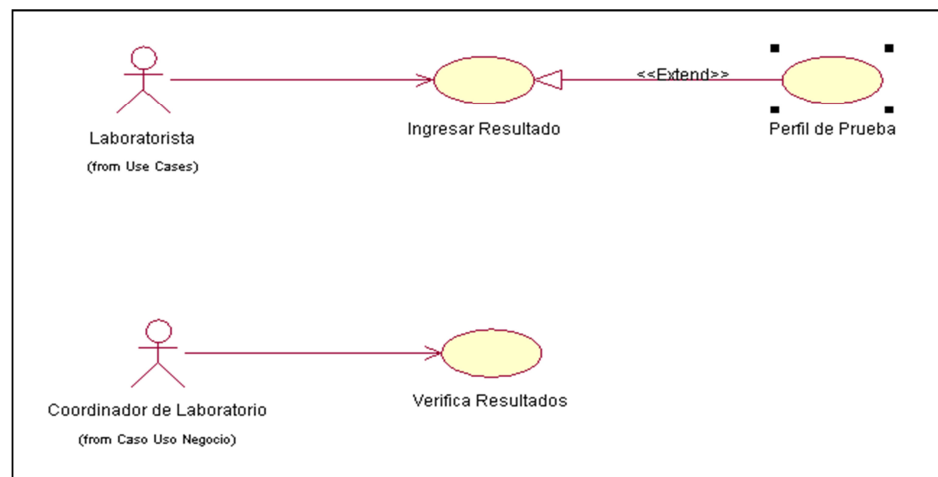 <<Extend>>
Laboratorista
(from Use Cases)
Ingresar Resultado
Perfil de Prueba
Coordinador de Laboratorio
(from Caso Uso Negocio)
Verifica Resultados